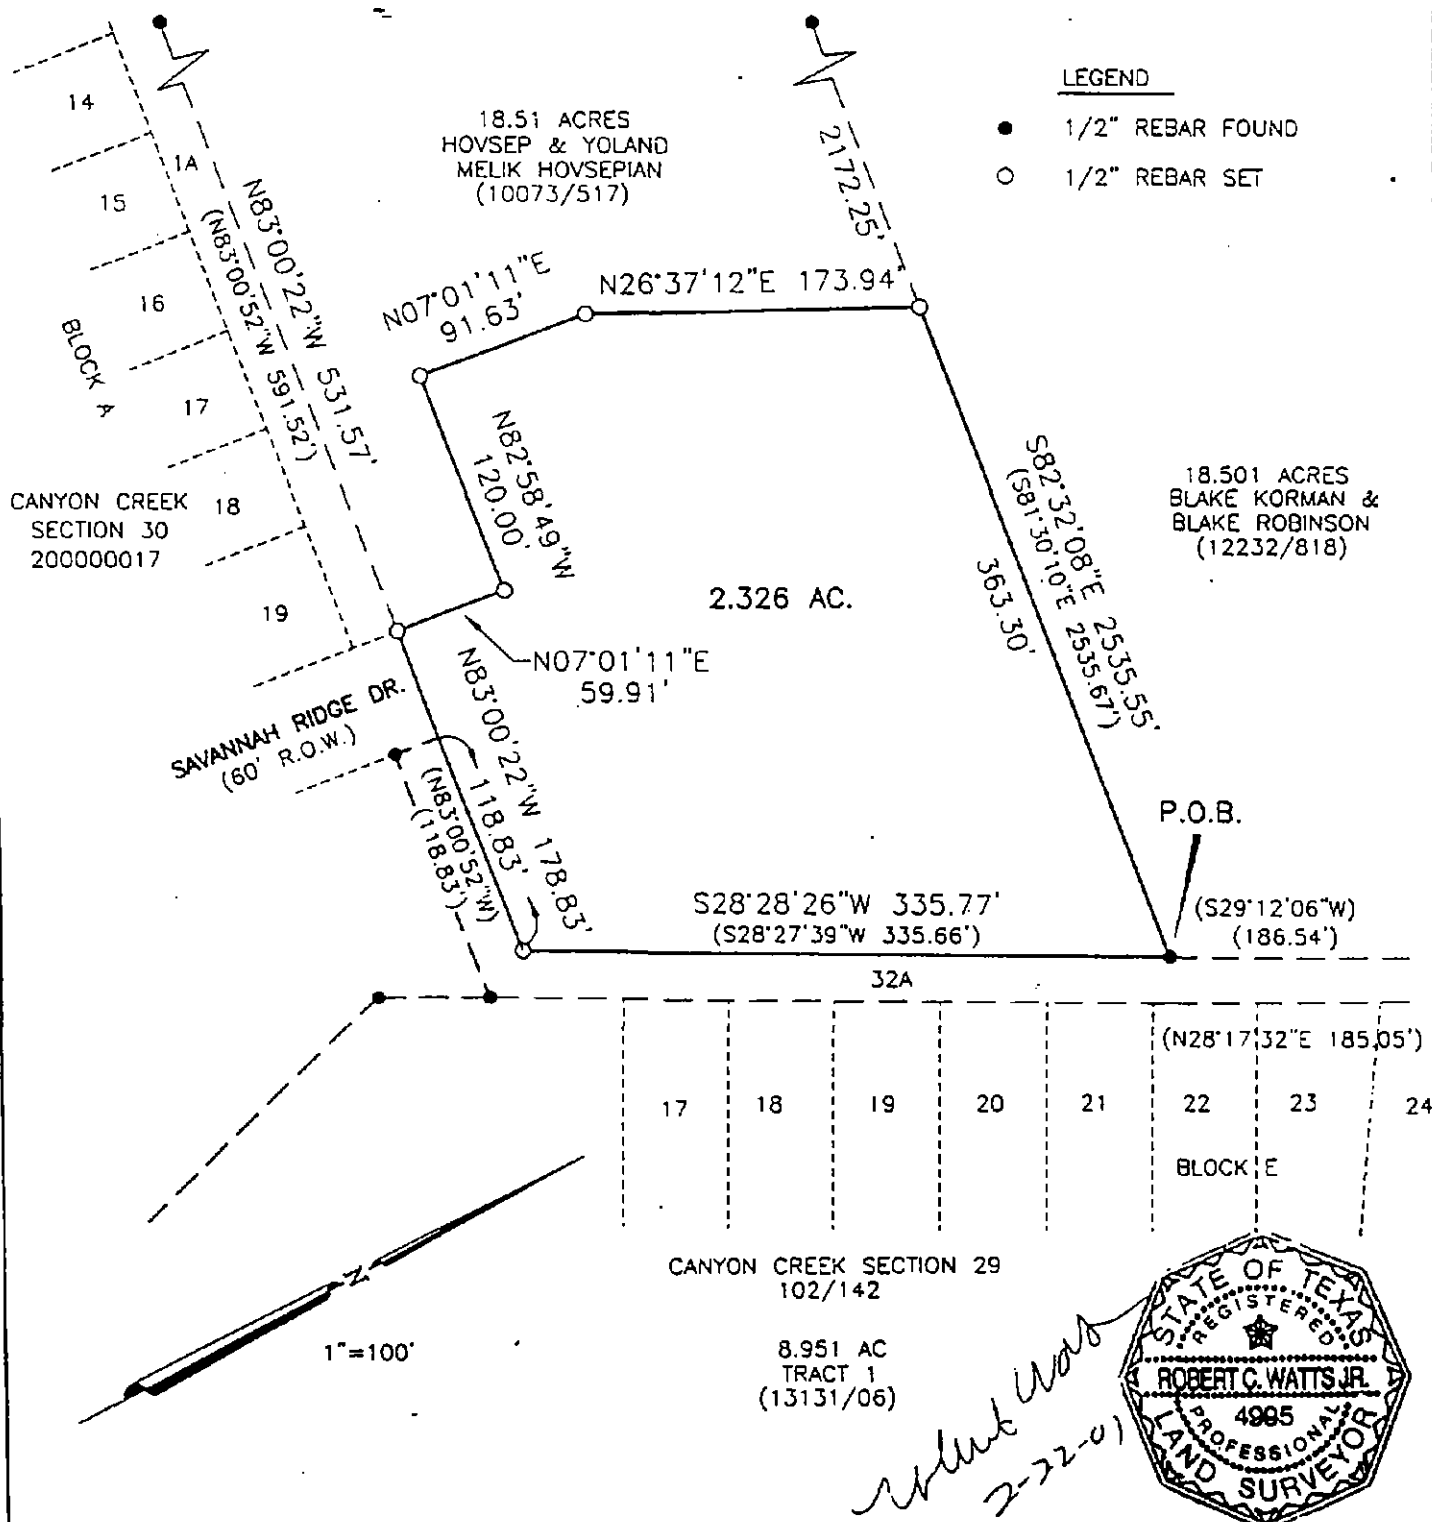 LEGEND
1/2" REBAR FOUND
1/2" REBAR SET
14
1A
15
16
17
18
19
BLOCK A
CANYON CREEK
SECTION 30
200000017
18.51 ACRES
HOVSEP & YOLAND
MELIK HOVSEPIAN
(10073/517)
N83°00'22"W 531.57'
(N83°00'52"W 591.52')
N07°01'11"E
91.63'
N26°37'12"E 173.94'
2172.25'
N82°58'49"W
120.00'
2.326 AC.
S82°32'08"E 2535.55'
(S81°30'10"E 2535.67')
363.30'
18.501 ACRES
BLAKE KORMAN &
BLAKE ROBINSON
(12232/818)
N07°01'11"E
59.91'
SAVANNAH RIDGE DR.
(60' R.O.W.)
N83°00'22"W 178.83'
118.83'
(N83°00'52"W)
(118.83')
P.O.B.
S28°28'26"W 335.77'
(S28°27'39"W 335.66')
(S29°12'06"W)
(186.54')
32A
(N28°17'32"E 185.05')
17
18
19
20
21
22
23
24
BLOCK E
N
1"=100'
CANYON CREEK SECTION 29
102/142
8.951 AC
TRACT 1
(13131/06)
2-22-01
STATE OF TEXAS
REGISTERED
ROBERT C. WATTS JR.
4995
PROFESSIONAL
LAND SURVEYOR